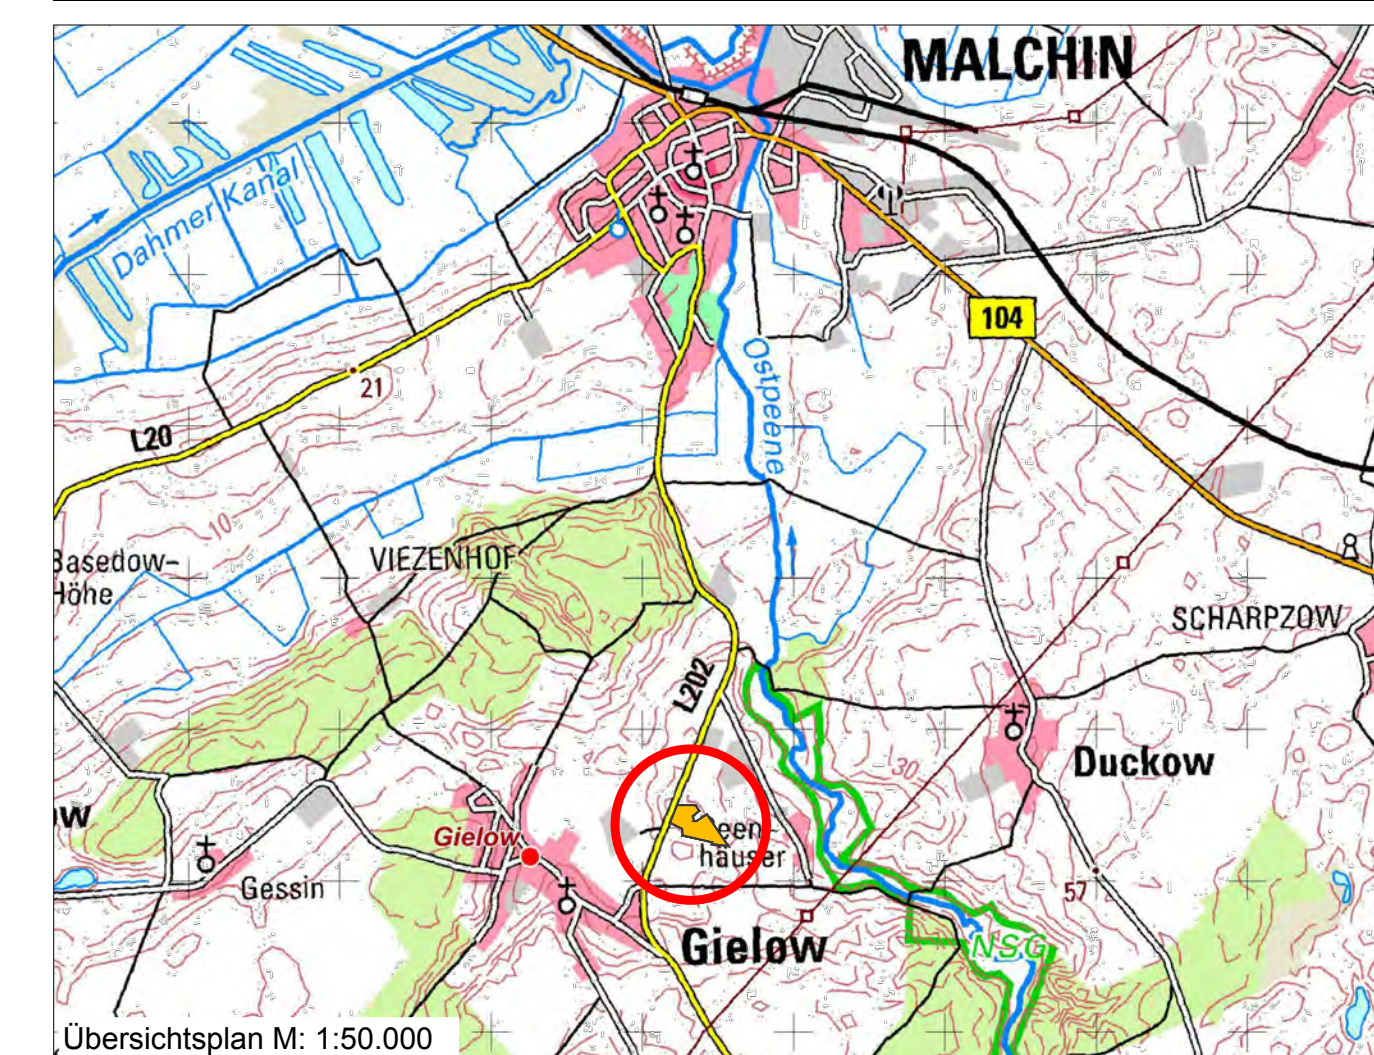 MALCHIN
Dahmer Kanal
104
Ostpeene
21
L20
10
Basedow-
Höhe
VIEZENHOF
SCHARPZOW
L202
Duckow
30
Gielow
häuser
Gessin
57
Gielow
NSG
Übersichtsplan M: 1:50.000